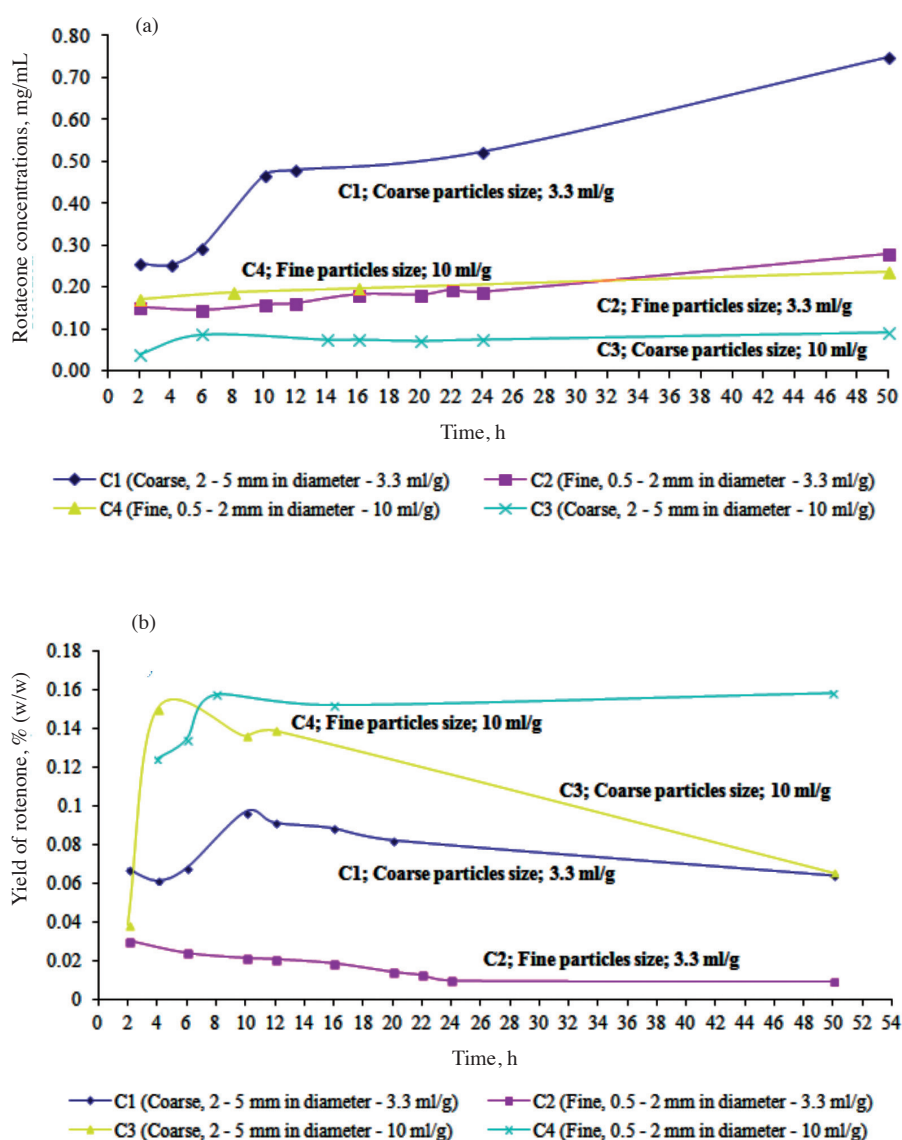 (a)
Rotateone concentrations, mg/mL
0.80
0.70
0.60
0.50
0.40
0.30
0.20
0.10
0.00
C1; Coarse particles size; 3.3 ml/g
C4; Fine particles size; 10 ml/g
C2; Fine particles size; 3.3 ml/g
C3; Coarse particles size; 10 ml/g
0 2 4 6 8 10 12 14 16 18 20 22 24 26 28 30 32 34 36 38 40 42 44 46 48 50
Time, h
C1 (Coarse, 2 - 5 mm in diameter - 3.3 ml/g) C2 (Fine, 0.5 - 2 mm in diameter - 3.3 ml/g)
C4 (Fine, 0.5 - 2 mm in diameter - 10 ml/g) C3 (Coarse, 2 - 5 mm in diameter - 10 ml/g)
(b)
Yield of rotenone, % (w/w)
0.18
0.16
0.14
0.12
0.1
0.08
0.06
0.04
0.02
0
C4; Fine particles size; 10 ml/g
C3; Coarse particles size; 10 ml/g
C1; Coarse particles size; 3.3 ml/g
C2; Fine particles size; 3.3 ml/g
0 2 4 6 8 10 12 14 16 18 20 22 24 26 28 30 32 34 36 38 40 42 44 46 48 50 52 54
Time, h
C1 (Coarse, 2 - 5 mm in diameter - 3.3 ml/g) C2 (Fine, 0.5 - 2 mm in diameter - 3.3 ml/g)
C3 (Coarse, 2 - 5 mm in diameter - 10 ml/g) C4 (Fine, 0.5 - 2 mm in diameter - 10 ml/g)